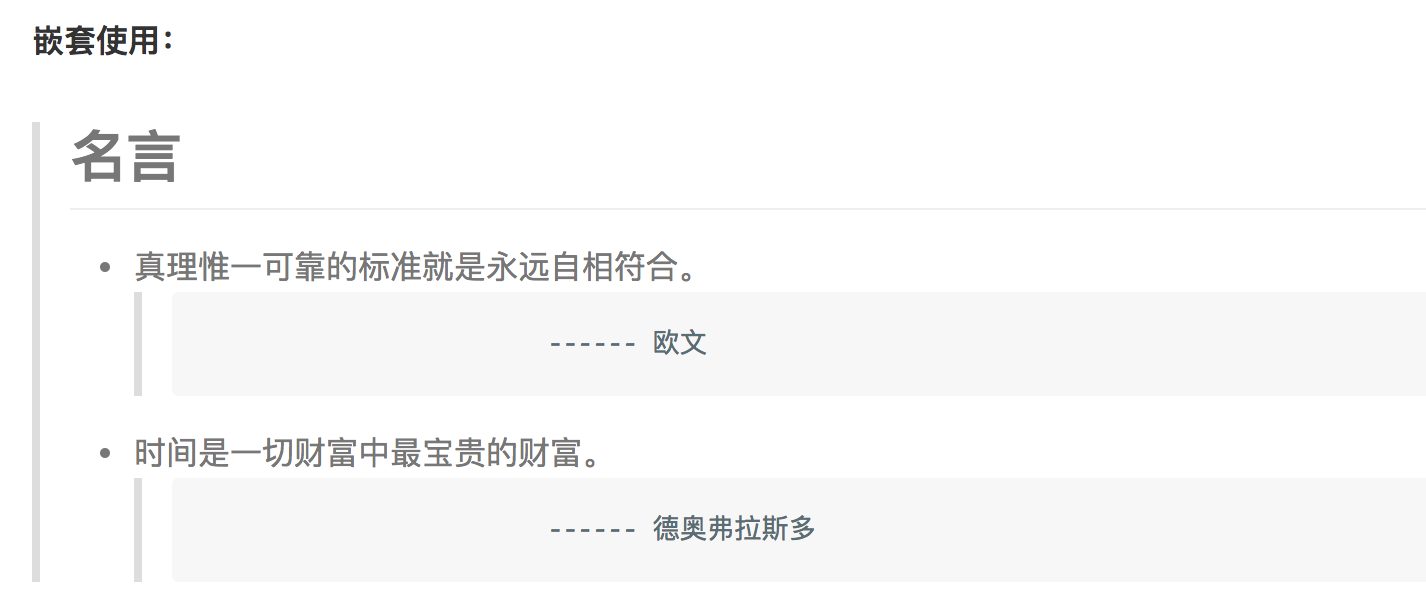 嵌套使用：
名言
真理惟一可靠的标准就是永远自相符合。
------ 欧文
时间是一切财富中最宝贵的财富。
------ 德奥弗拉斯多